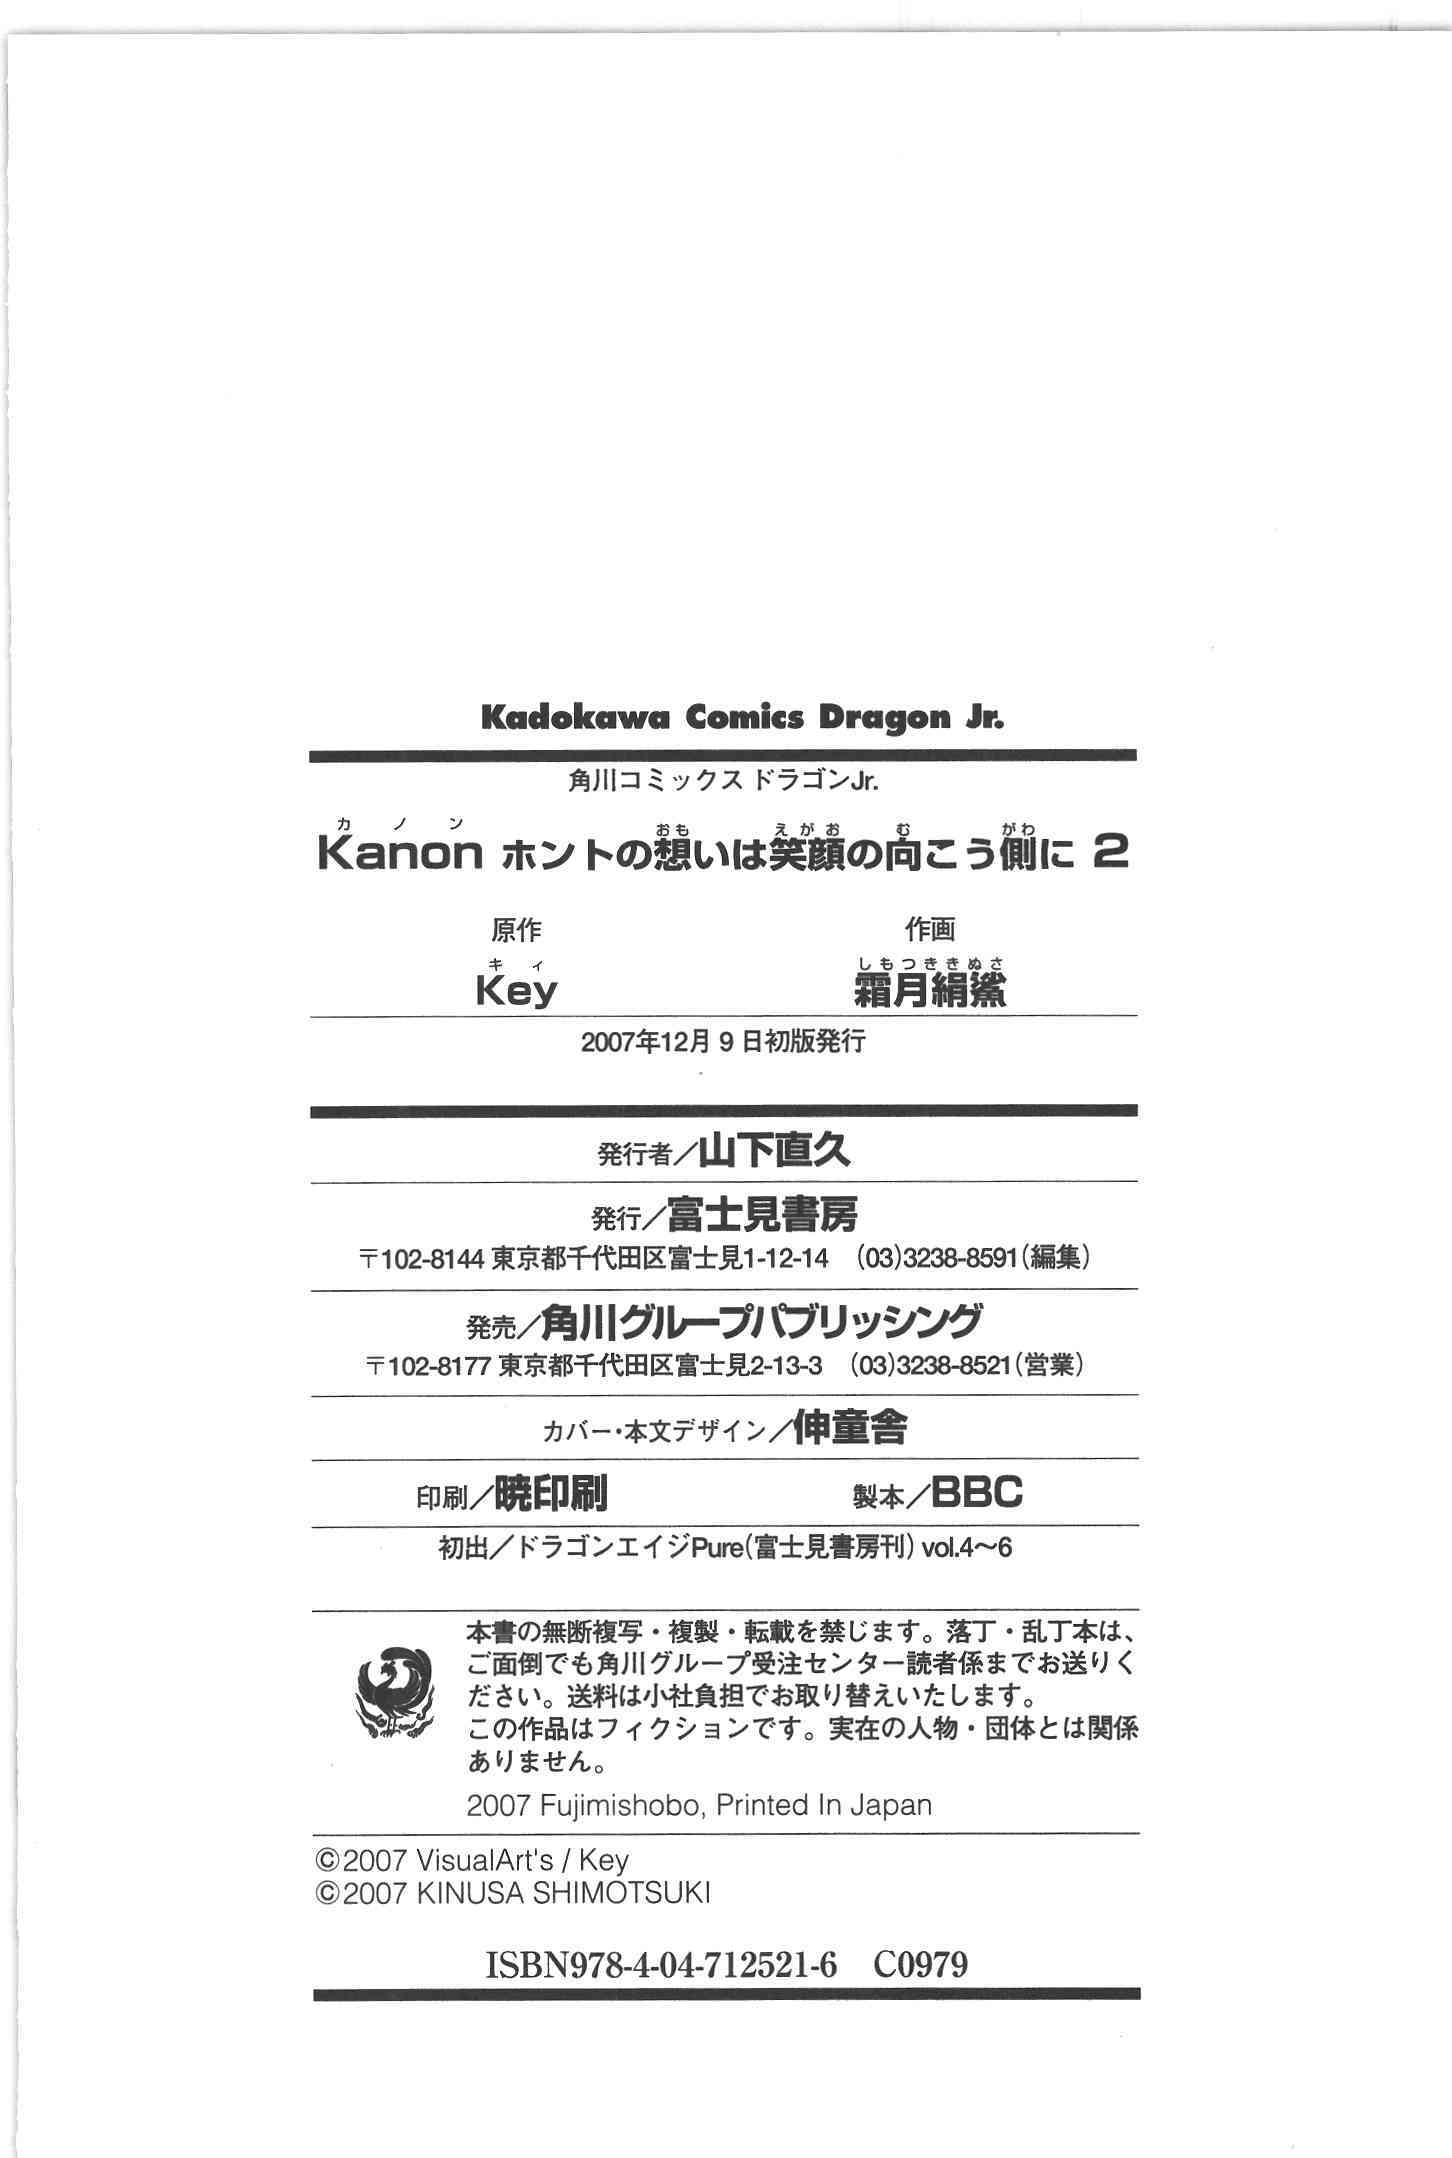 Kadokawa Comics Dragon Jr.
角川コミックス ドラゴンJr.
カノン おも えがお む がわ
Kanon ホントの想いは笑顔の向こう側に 2
原作 作画
キィ しもつききぬさ
Key 霜月絹鯊
2007年12月9日初版発行
発行者／山下直久
発行／富士見書房
〒102-8144 東京都千代田区富士見1-12-14 (03)3238-8591(編集)
発売／角川グループパブリッシング
〒102-8177 東京都千代田区富士見2-13-3 (03)3238-8521(営業)
カバー・本文デザイン／伸童舎
印刷／暁印刷 製本／BBC
初出／ドラゴンエイジPure(富士見書房刊) vol.4〜6
本書の無断複写・複製・転載を禁じます。落丁・乱丁本は、
ご面倒でも角川グループ受注センター読者係までお送りく
ださい。送料は小社負担でお取り替えいたします。
この作品はフィクションです。実在の人物・団体とは関係
ありません。
2007 Fujimishobo, Printed In Japan
©2007 VisualArt's / Key
©2007 KINUSA SHIMOTSUKI
ISBN978-4-04-712521-6 C0979